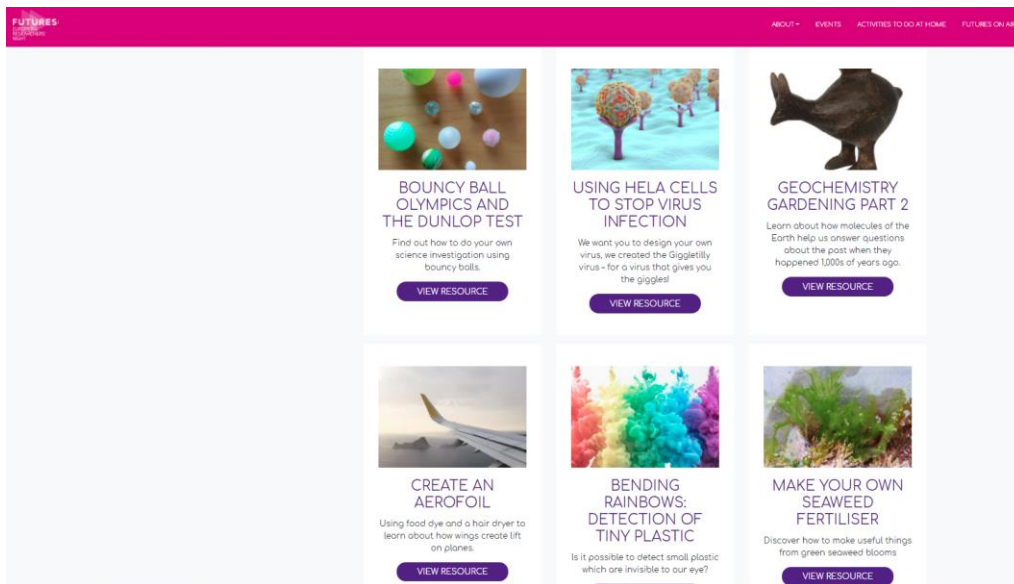 FUTURES
EUROPEAN
RESEARCHERS'
NIGHT
ABOUT
EVENTS
ACTIVITIES TO DO AT HOME
FUTURES ON AIR
BOUNCY BALL
OLYMPICS AND
THE DUNLOP TEST
Find out how to do your own
science investigation using
bouncy balls.
VIEW RESOURCE
USING HELA CELLS
TO STOP VIRUS
INFECTION
We want you to design your own
virus, we created the Giggletilly
virus – for a virus that gives you
the giggles!
VIEW RESOURCE
GEOCHEMISTRY
GARDENING PART 2
Learn about how molecules of the
Earth help us answer questions
about the past when they
happened 1,000s of years ago.
VIEW RESOURCE
CREATE AN
AEROFOIL
Using food dye and a hair dryer to
learn about how wings create lift
on planes.
VIEW RESOURCE
BENDING
RAINBOWS:
DETECTION OF
TINY PLASTIC
Is it possible to detect small plastic
which are invisible to our eye?
MAKE YOUR OWN
SEAWEED
FERTILISER
Discover how to make useful things
from green seaweed blooms
VIEW RESOURCE